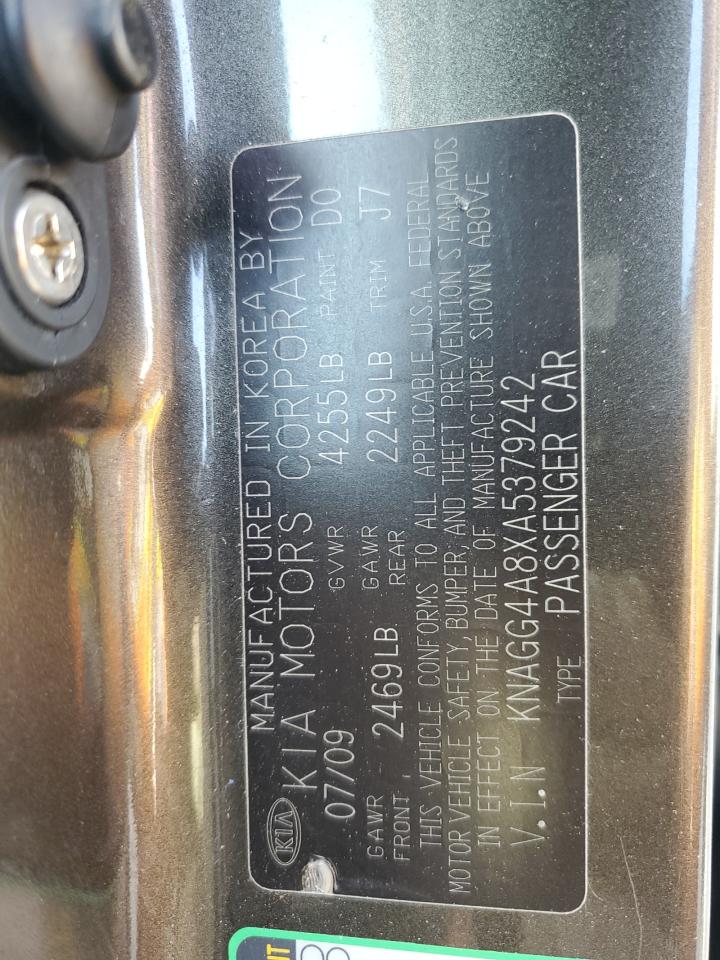 MANUFACTURED IN KOREA BY
KIA KIA MOTORS CORPORATION
07/09 GVWR 4255LB PAINT D0
GAWR FRONT 2469LB GAWR REAR 2249LB TRIM J7
THIS VEHICLE CONFORMS TO ALL APPLICABLE U.S.A. FEDERAL
MOTOR VEHICLE SAFETY, BUMPER, AND THEFT PREVENTION STANDARDS
IN EFFECT ON THE DATE OF MANUFACTURE SHOWN ABOVE
V.I.N KNAGG4A8XA5379242
TYPE PASSENGER CAR